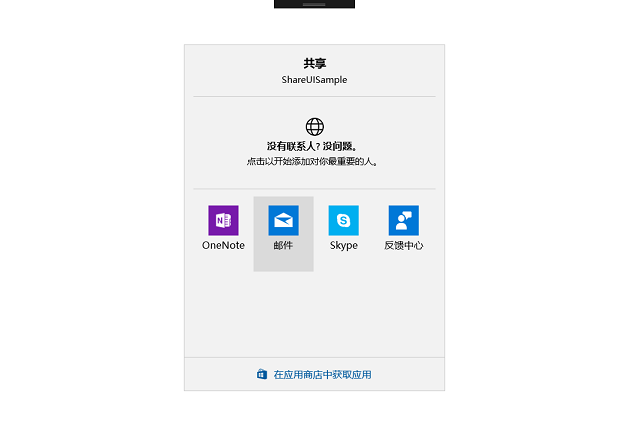 共享
ShareUISample
没有联系人? 没问题。
点击以开始添加对你最重要的人。
OneNote
邮件
Skype
反馈中心
在应用商店中获取应用